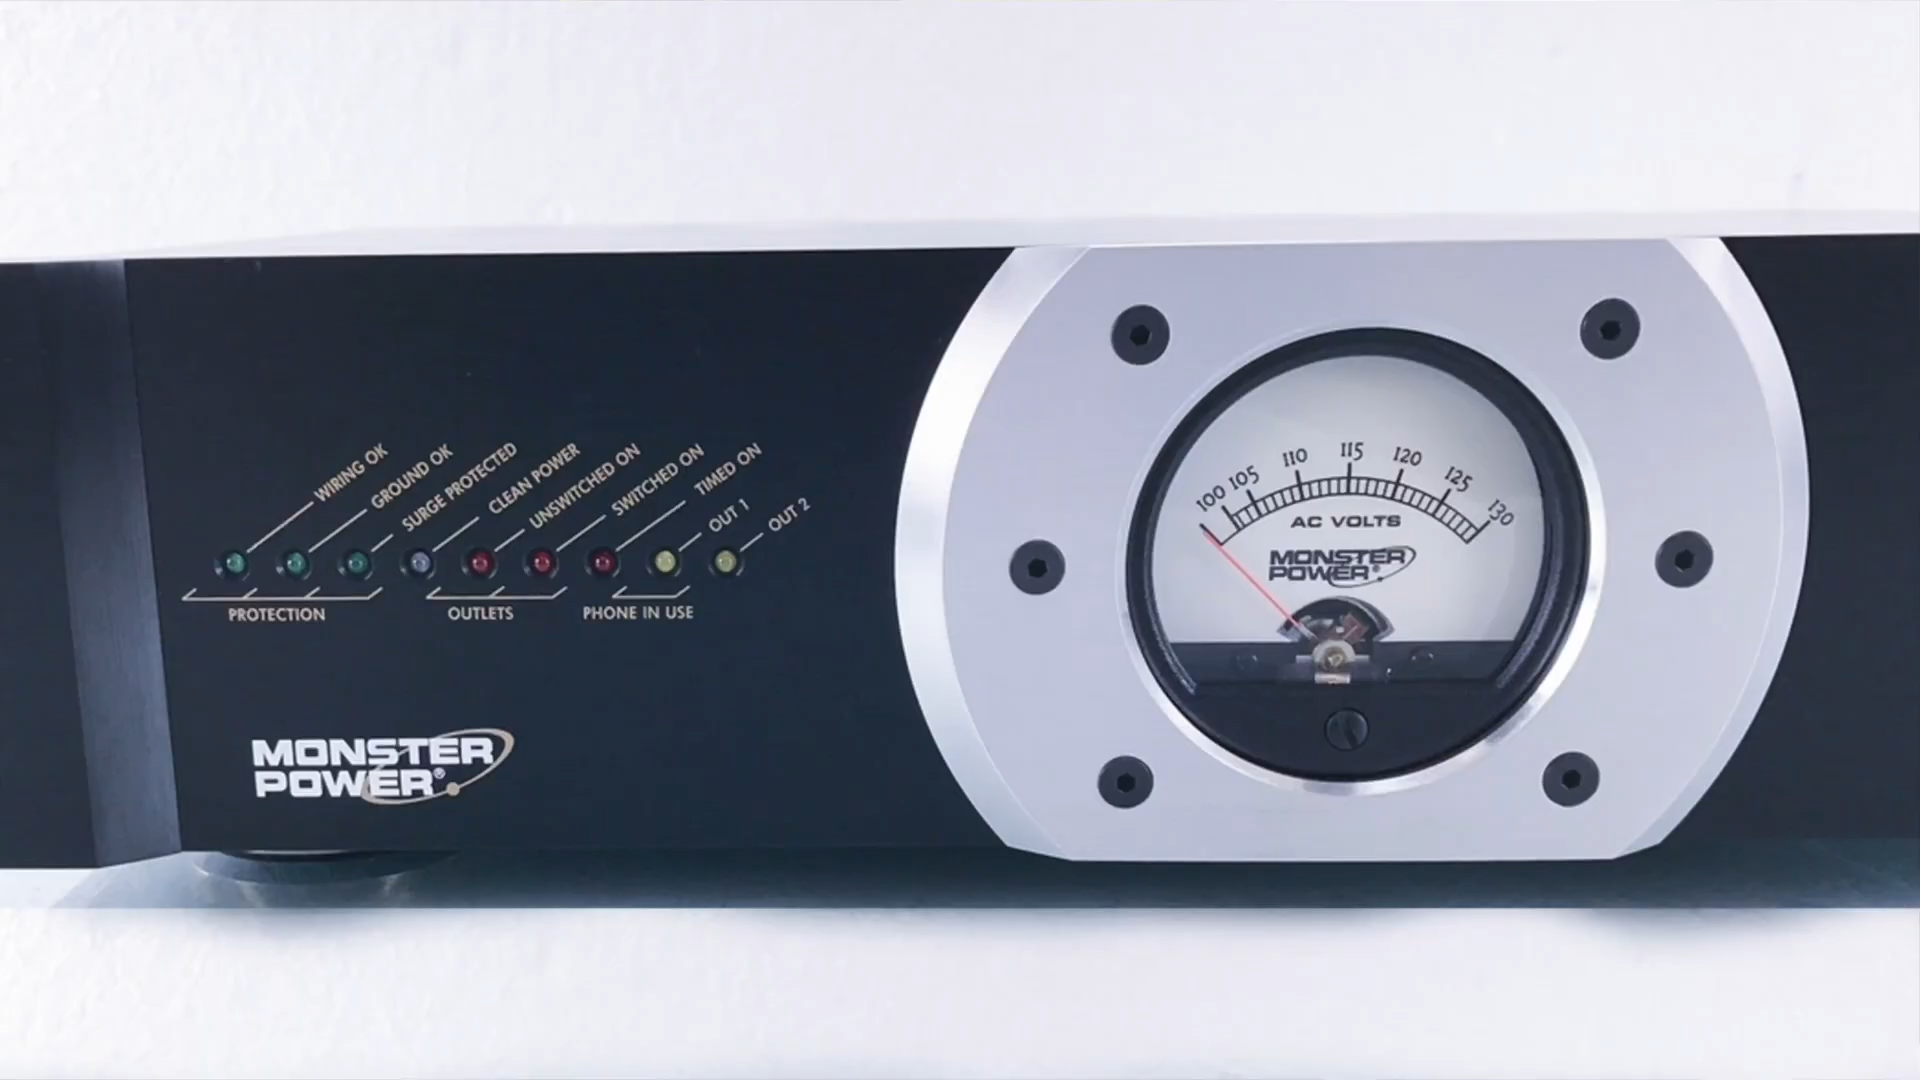 WIRING OK
GROUND OK
SURGE PROTECTED
CLEAN POWER
UNSWITCHED ON
SWITCHED ON
TIMED ON
OUT 1
OUT 2
PROTECTION
OUTLETS
PHONE IN USE
MONSTER
POWER®
100 105 110 115 120 125 130
AC VOLTS
MONSTER
POWER®